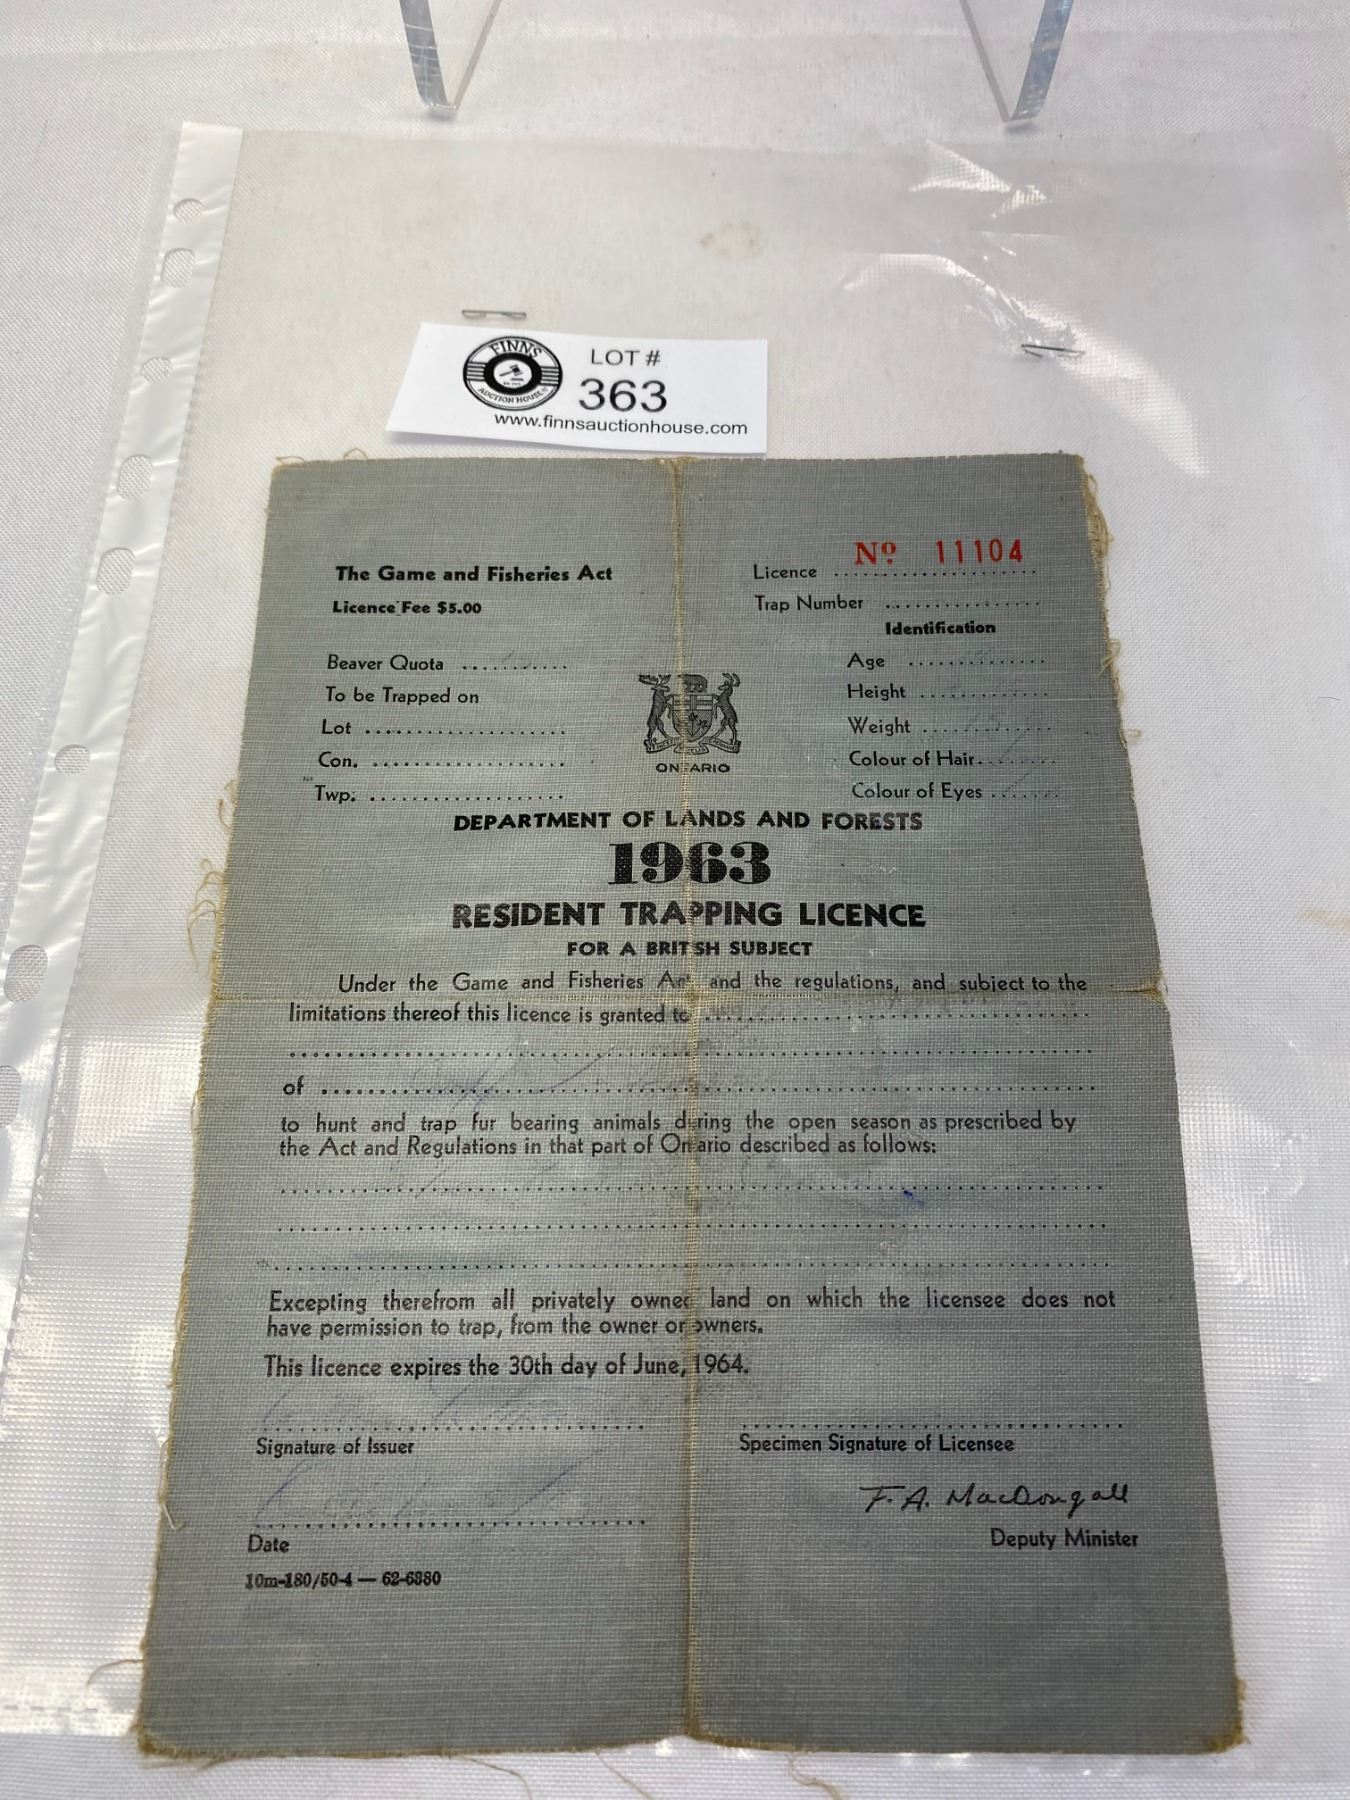 FINNS
AUCTION HOUSE
LOT #
363
www.finnsauctionhouse.com
The Game and Fisheries Act
Licence Fee $5.00
Licence .......... Nº 11104
Trap Number ..........
Identification
Beaver Quota ..........
To be Trapped on
Lot ..........
Con. ..........
Twp. ..........
Age ..........
Height ..........
Weight ..........
Colour of Hair ..........
Colour of Eyes ..........
ONTARIO
DEPARTMENT OF LANDS AND FORESTS
1963
RESIDENT TRAPPING LICENCE
FOR A BRITISH SUBJECT
Under the Game and Fisheries Act and the regulations, and subject to the
limitations thereof this licence is granted to ..........
of ..........
to hunt and trap fur bearing animals during the open season as prescribed by
the Act and Regulations in that part of Ontario described as follows:
Excepting therefrom all privately owned land on which the licensee does not
have permission to trap, from the owner or owners.
This licence expires the 30th day of June, 1964.
Signature of Issuer
Specimen Signature of Licensee
F. A. MacDougall
Deputy Minister
Date
10m-180/50-4 — 62-6380